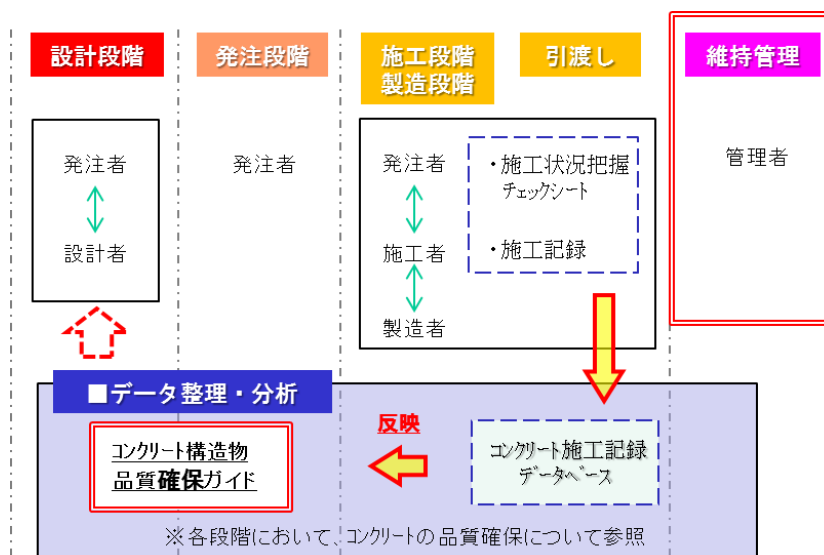 設計段階
発注段階
施工段階
製造段階
引渡し
維持管理
発注者
設計者
発注者
発注者
施工者
製造者
・施工状況把握
チェックシート
・施工記録
管理者
■データ整理・分析
コンクリート構造物
品質確保ガイド
反映
コンクリート施工記録
データベース
※各段階において、コンクリートの品質確保について参照